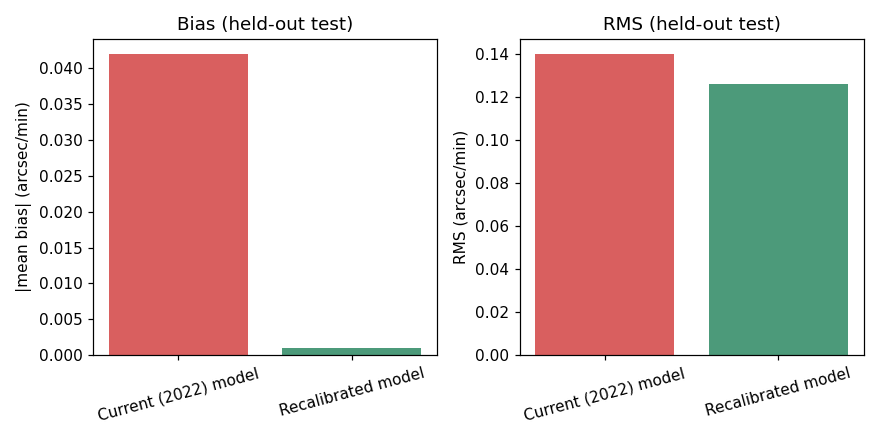 Bias (held-out test)
|mean bias| (arcsec/min)
0.040
0.035
0.030
0.025
0.020
0.015
0.010
0.005
0.000
Current (2022) model
Recalibrated model
RMS (held-out test)
RMS (arcsec/min)
0.14
0.12
0.10
0.08
0.06
0.04
0.02
0.00
Current (2022) model
Recalibrated model